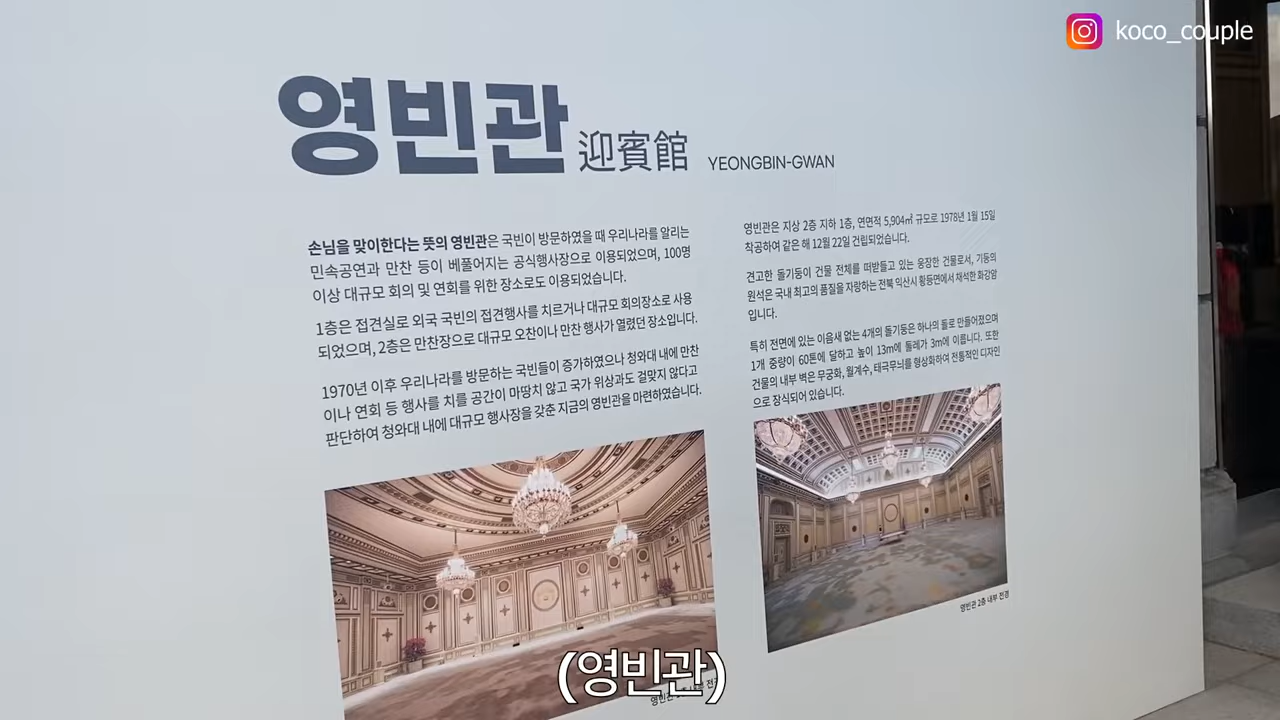 koco_couple
영빈관 迎賓館 YEONGBIN-GWAN
손님을 맞이한다는 뜻의 영빈관은 국빈이 방문하였을 때 우리나라를 알리는
민속공연과 만찬 등이 베풀어지는 공식행사장으로 이용되었으며, 100명
이상 대규모 회의 및 연회를 위한 장소로도 이용되었습니다.
1층은 접견실로 외국 국빈의 접견행사를 치르거나 대규모 회의장소로 사용
되었으며, 2층은 만찬장으로 대규모 오찬이나 만찬 행사가 열렸던 장소입니다.
1970년 이후 우리나라를 방문하는 국빈들이 증가하였으나 청와대 내에 만찬
이나 연회 등 행사를 치를 공간이 마땅치 않고 국가 위상과도 걸맞지 않다고
판단하여 청와대 내에 대규모 행사장을 갖춘 지금의 영빈관을 마련하였습니다.
영빈관은 지상 2층 지하 1층, 연면적 5,904㎡ 규모로 1978년 1월 15일
착공하여 같은 해 12월 22일 건립되었습니다.
견고한 돌기둥이 건물 전체를 떠받들고 있는 웅장한 건물로서, 기둥의
원석은 국내 최고의 품질을 자랑하는 전북 익산시 황등면에서 채석한 화강암
입니다.
특히 전면에 있는 이음새 없는 4개의 돌기둥은 하나의 돌로 만들어졌으며
1개 중량이 60톤에 달하고 높이 13m에 둘레가 3m에 이릅니다. 또한
건물의 내부 벽은 무궁화, 월계수, 태극무늬를 형상화하여 전통적인 디자인
으로 장식되어 있습니다.
영빈관 2층 내부 전경
(영빈관)